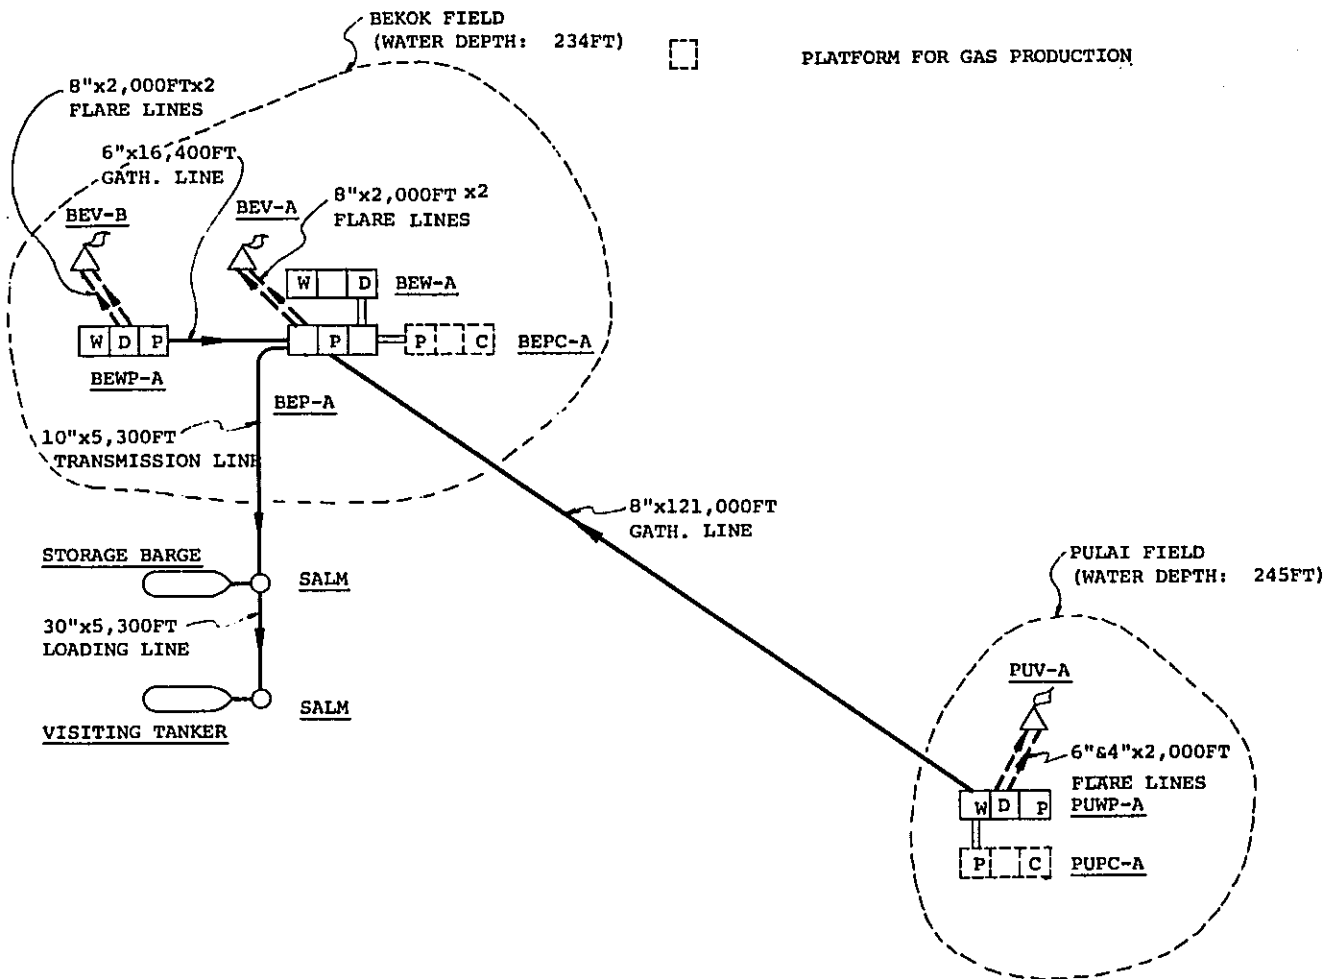 BEKOK FIELD
(WATER DEPTH: 234FT)
PLATFORM FOR GAS PRODUCTION
8"x2,000FTx2
FLARE LINES
6"x16,400FT
GATH. LINE
8"x2,000FT x2
FLARE LINES
BEV-B
BEV-A
W D
BEW-A
W D P
P
P C
BEPC-A
BEWP-A
BEP-A
10"x5,300FT
TRANSMISSION LINE
8"x121,000FT
GATH. LINE
STORAGE BARGE
SALM
30"x5,300FT
LOADING LINE
SALM
VISITING TANKER
PULAI FIELD
(WATER DEPTH: 245FT)
PUV-A
6"&4"x2,000FT
FLARE LINES
W D P
PUWP-A
P C
PUPC-A